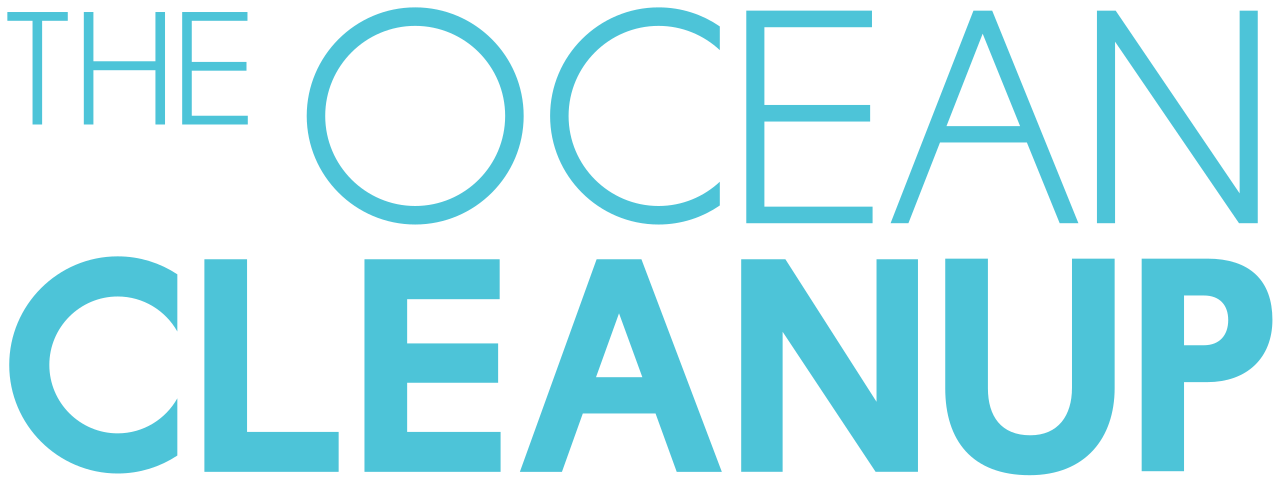 THE OCEAN
CLEANUP